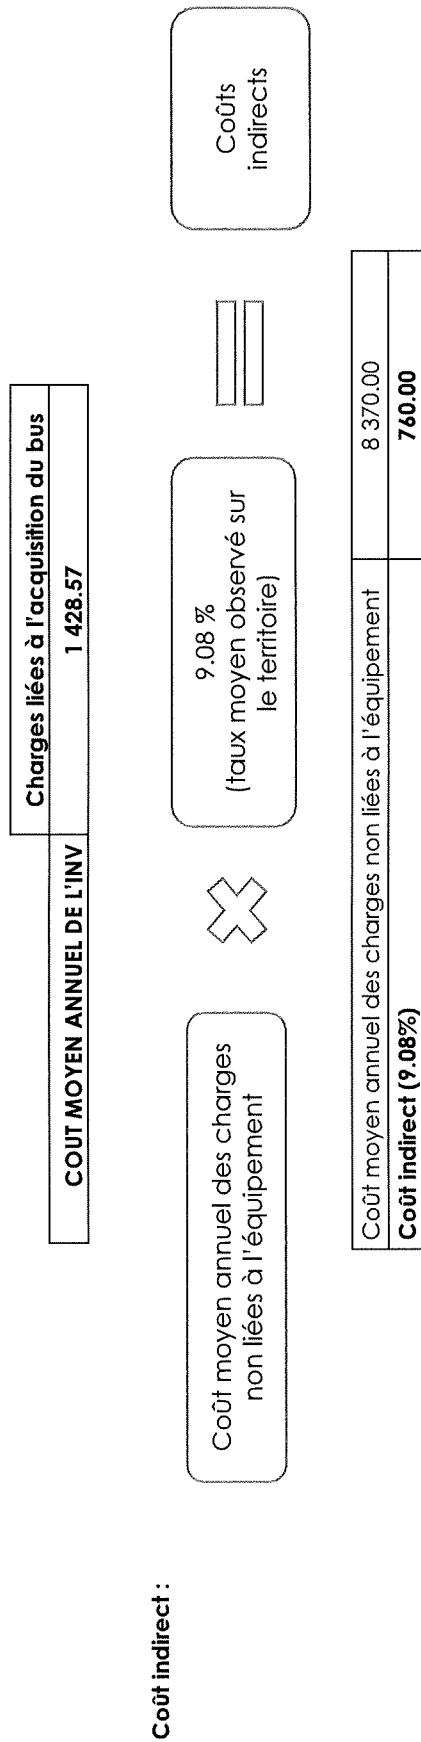 Charges liées à l'acquisition du bus
COUT MOYEN ANNUEL DE L'INV 1 428.57
Coût indirect :
Coût moyen annuel des charges
non liées à l'équipement
9.08 %
(taux moyen observé sur
le territoire)
Coûts
indirects
Coût moyen annuel des charges non liées à l'équipement 8 370.00
Coût indirect (9.08%) 760.00